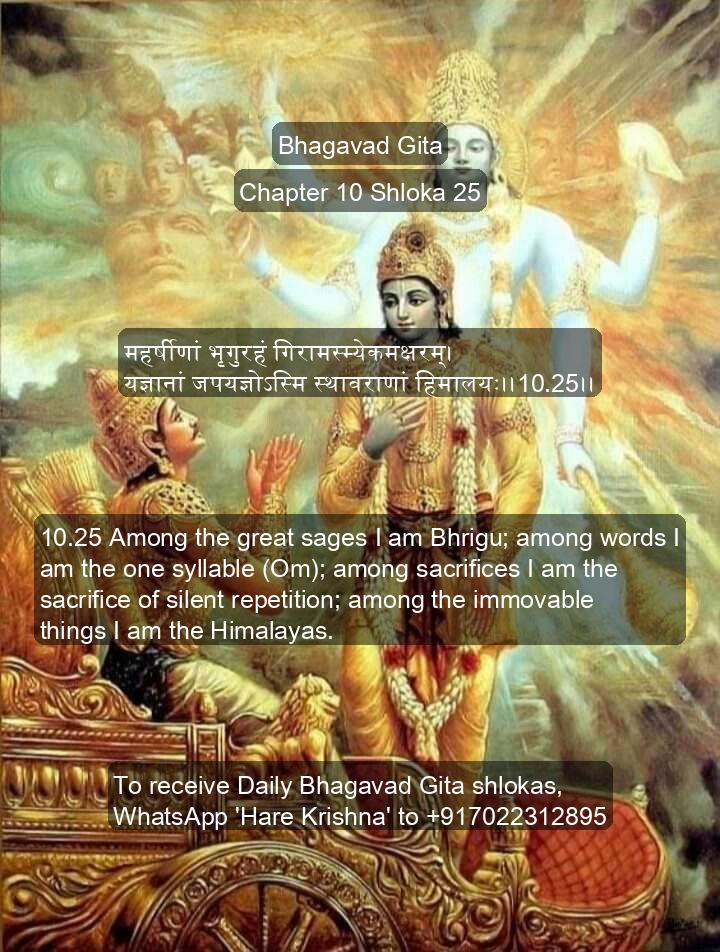 Bhagavad Gita
Chapter 10 Shloka 25
महर्षीणां भृगुरहं गिरामस्म्येकमक्षरम्।
यज्ञानां जपयज्ञोऽस्मि स्थावराणां हिमालयः।।10.25।।
10.25 Among the great sages I am Bhrigu; among words I
am the one syllable (Om); among sacrifices I am the
sacrifice of silent repetition; among the immovable
things I am the Himalayas.
To receive Daily Bhagavad Gita shlokas,
WhatsApp 'Hare Krishna' to +917022312895